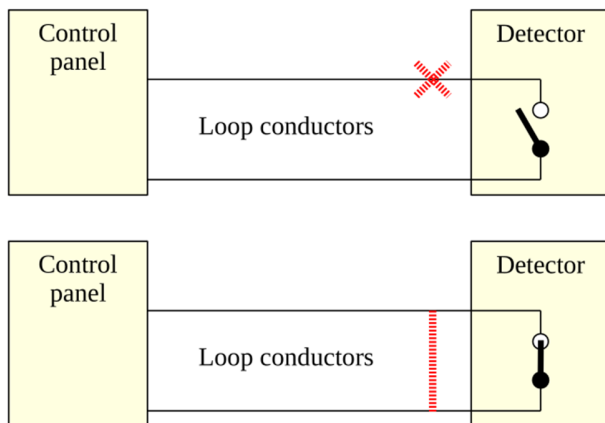 Control
panel
Detector
Loop conductors
Control
panel
Detector
Loop conductors